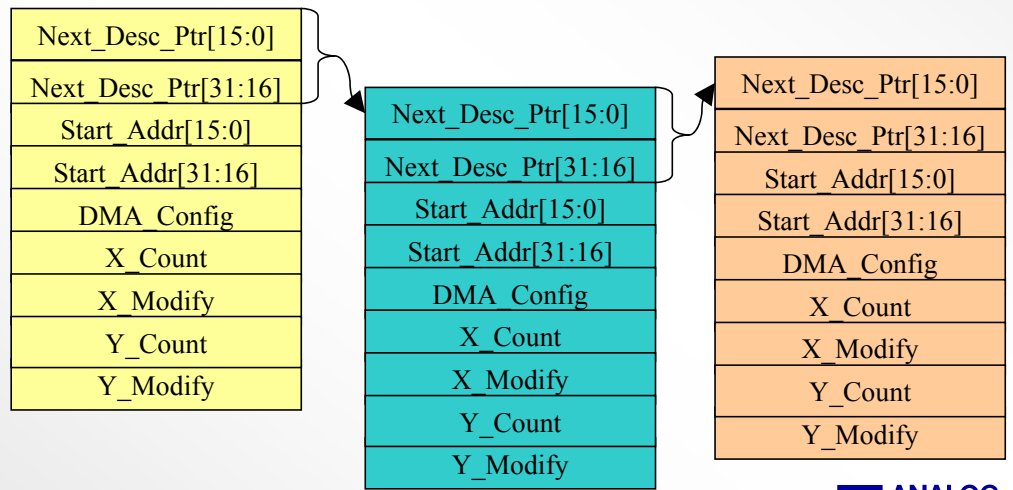 Next_Desc_Ptr[15:0]
Next_Desc_Ptr[31:16]
Start_Addr[15:0]
Start_Addr[31:16]
DMA_Config
X_Count
X_Modify
Y_Count
Y_Modify
Next_Desc_Ptr[15:0]
Next_Desc_Ptr[31:16]
Start_Addr[15:0]
Start_Addr[31:16]
DMA_Config
X_Count
X_Modify
Y_Count
Y_Modify
Next_Desc_Ptr[15:0]
Next_Desc_Ptr[31:16]
Start_Addr[15:0]
Start_Addr[31:16]
DMA_Config
X_Count
X_Modify
Y_Count
Y_Modify
ANALOG